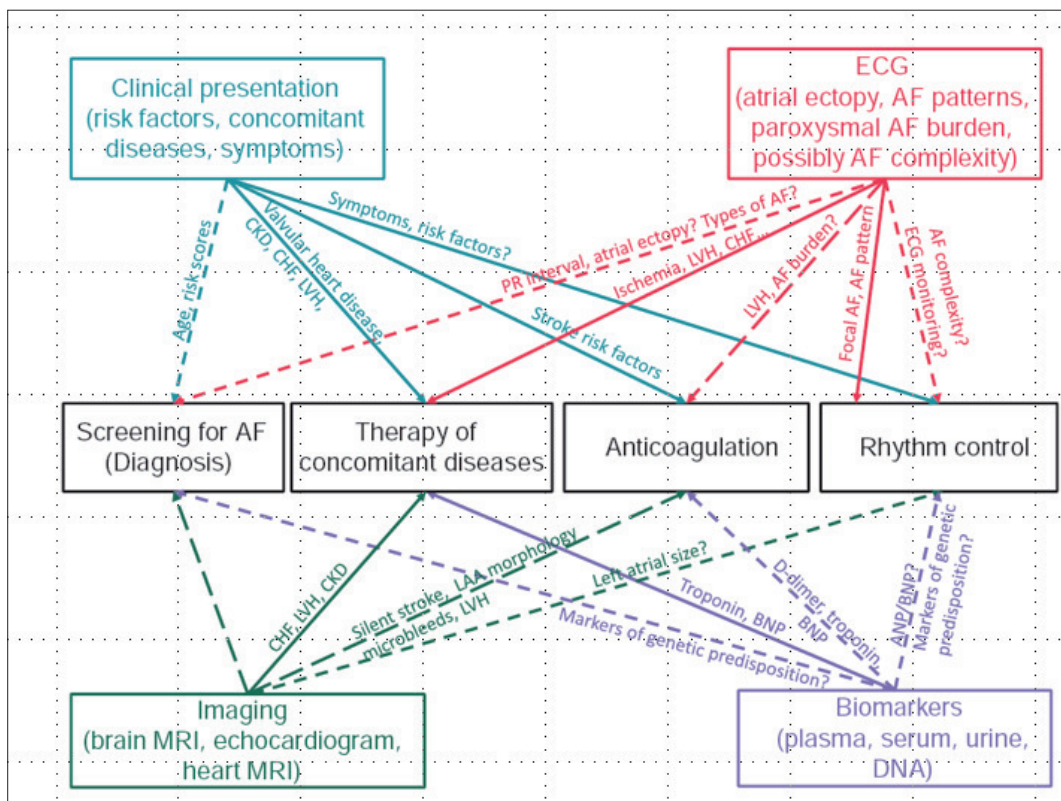 Clinical presentation
(risk factors, concomitant
diseases, symptoms)
ECG
(atrial ectopy, AF patterns,
paroxysmal AF burden,
possibly AF complexity)
Age, risk scores
Valvular heart disease,
CKD, CHF, LVH,
Symptoms, risk factors?
Stroke risk factors
PR interval, atrial ectopy? Types of AF?
Ischemia, LVH, CHF...
LVH, AF burden?
Focal AF, AF pattern
AF complexity?
ECG monitoring?
Screening for AF
(Diagnosis)
Therapy of
concomitant diseases
Anticoagulation
Rhythm control
CHF, LVH, CKD
Silent stroke, LAA morphology
microbleeds, LVH
Left atrial size?
Markers of genetic predisposition?
Troponin, BNP
D-dimer, troponin,
BNP
ANP/BNP?
Markers of genetic
predisposition?
Imaging
(brain MRI, echocardiogram,
heart MRI)
Biomarkers
(plasma, serum, urine,
DNA)